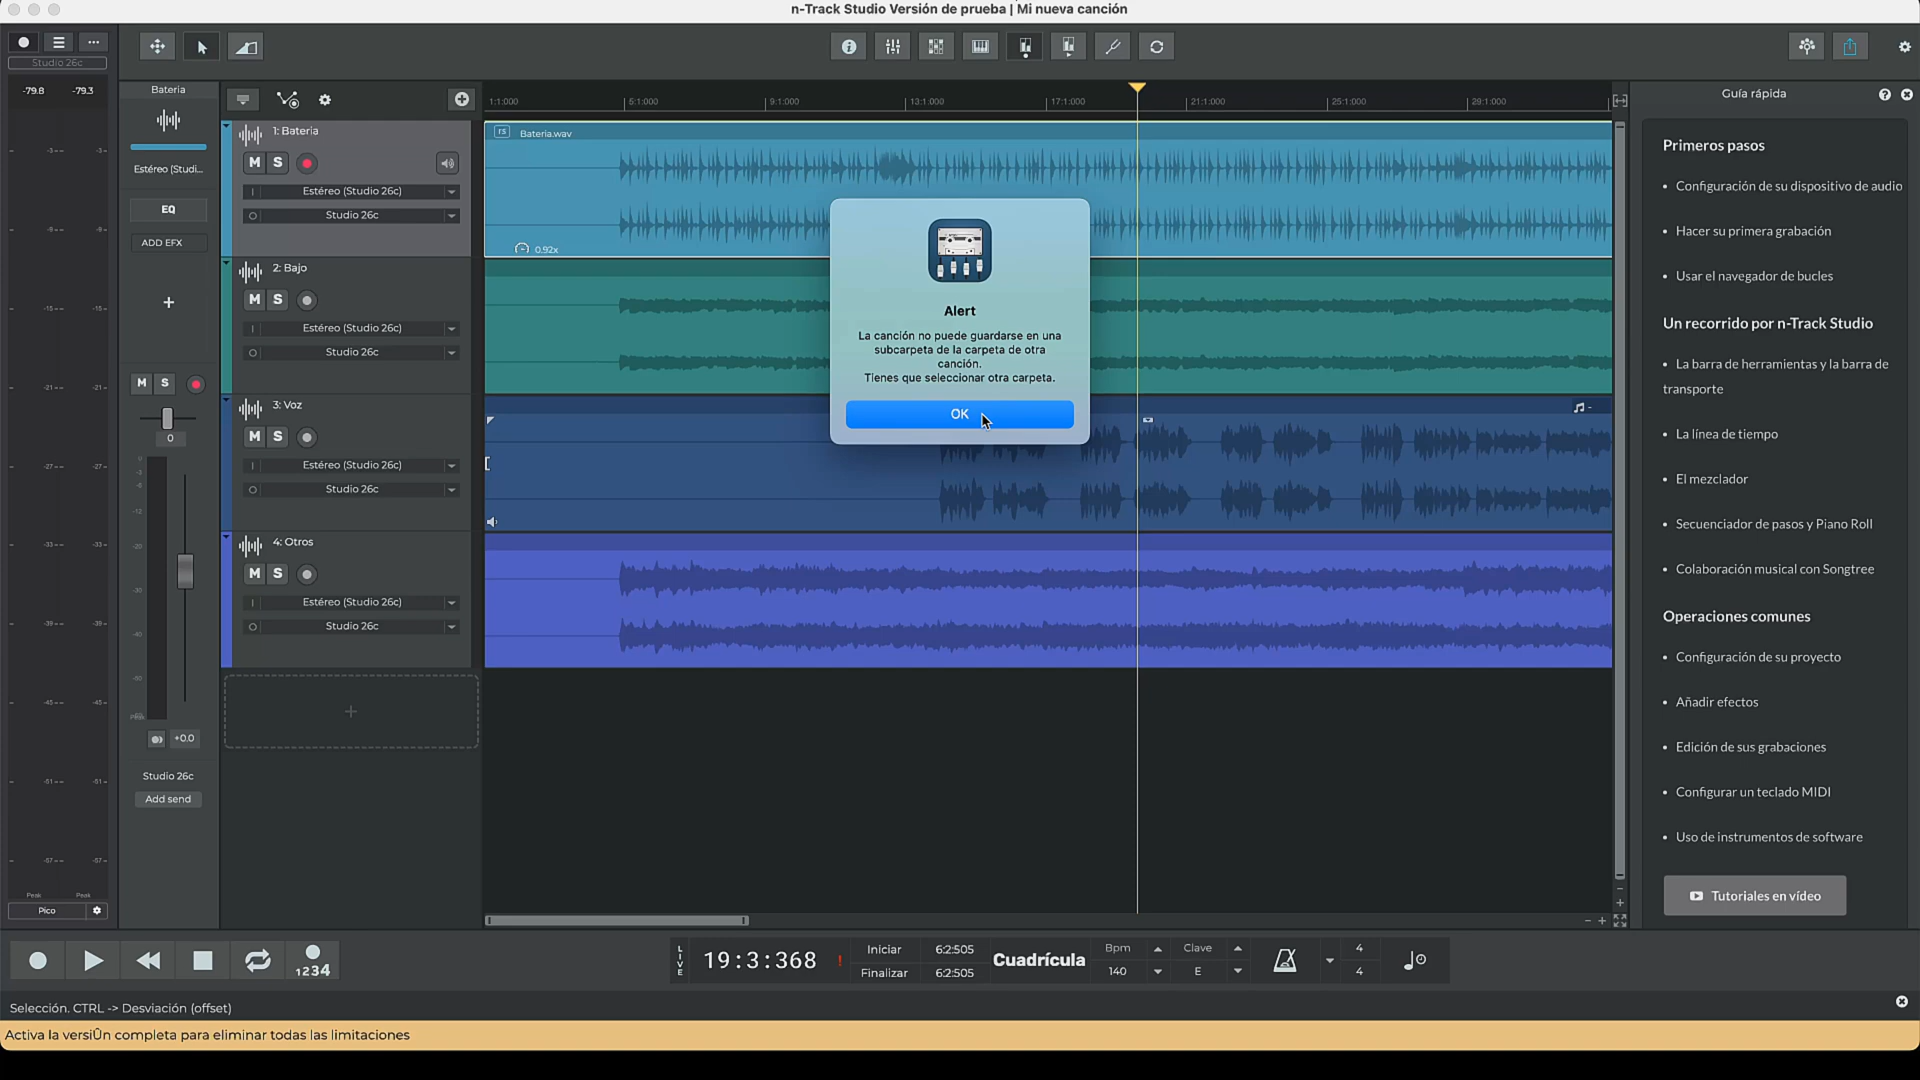 n-Track Studio Versión de prueba | Mi nueva canción
Studio 26c
-79.8 -79.3
Bateria
Estéreo (Studi...
EQ
ADD EFX
M S
0
+0.0
Studio 26c
Add send
Peak Peak
Pico
1:1:000 5:1:000 9:1:000 13:1:000 17:1:000 21:1:000 25:1:000 29:1:000
1: Bateria
M S
Estéreo (Studio 26c)
Studio 26c
rs Bateria.wav
0.92x
2: Bajo
M S
Estéreo (Studio 26c)
Studio 26c
3: Voz
M S
Estéreo (Studio 26c)
Studio 26c
4: Otros
M S
Estéreo (Studio 26c)
Studio 26c
Alert
La canción no puede guardarse en una
subcarpeta de la carpeta de otra
canción.
Tienes que seleccionar otra carpeta.
OK
Guía rápida
Primeros pasos
• Configuración de su dispositivo de audio
• Hacer su primera grabación
• Usar el navegador de bucles
Un recorrido por n-Track Studio
• La barra de herramientas y la barra de
transporte
• La línea de tiempo
• El mezclador
• Secuenciador de pasos y Piano Roll
• Colaboración musical con Songtree
Operaciones comunes
• Configuración de su proyecto
• Añadir efectos
• Edición de sus grabaciones
• Configurar un teclado MIDI
• Uso de instrumentos de software
Tutoriales en vídeo
1234
LIVE
19:3:368 !
Iniciar 6:2:505
Finalizar 6:2:505
Cuadrícula
Bpm
140
Clave
E
4
4
Selección. CTRL -> Desviación (offset)
Activa la versiÛn completa para eliminar todas las limitaciones